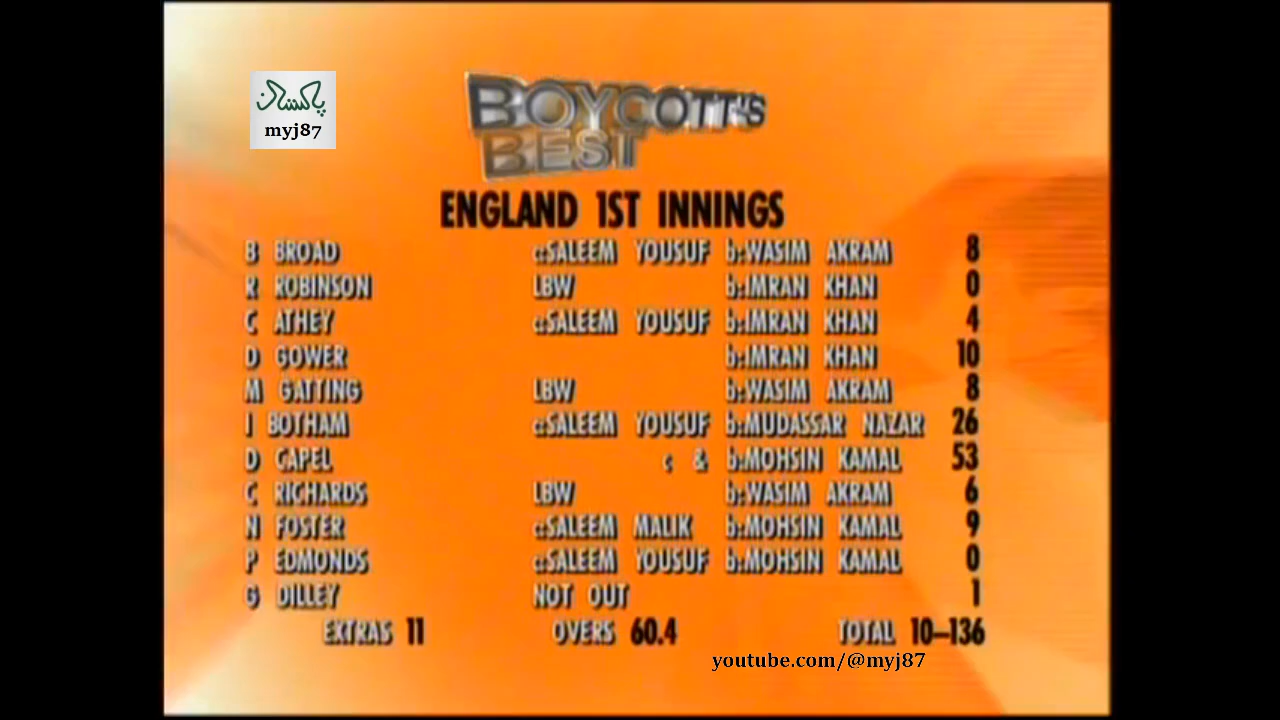 پاکستان
myj87
BOYCOTT'S
BEST
ENGLAND 1ST INNINGS
B BROAD c:SALEEM YOUSUF b:WASIM AKRAM 8
R ROBINSON LBW b:IMRAN KHAN 0
C ATHEY c:SALEEM YOUSUF b:IMRAN KHAN 4
D GOWER b:IMRAN KHAN 10
M GATTING LBW b:WASIM AKRAM 8
I BOTHAM c:SALEEM YOUSUF b:MUDASSAR NAZAR 26
D CAPEL c & b:MOHSIN KAMAL 53
C RICHARDS LBW b:WASIM AKRAM 6
N FOSTER c:SALEEM MALIK b:MOHSIN KAMAL 9
P EDMONDS c:SALEEM YOUSUF b:MOHSIN KAMAL 0
G DILLEY NOT OUT 1
EXTRAS 11 OVERS 60.4 TOTAL 10–136
youtube.com/@myj87